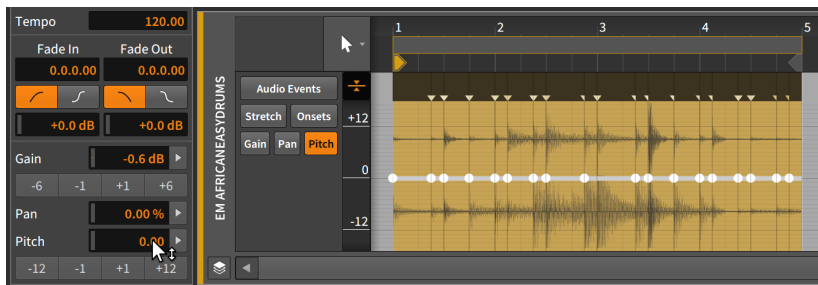 Tempo 120.00
Fade In Fade Out
0.0.0.00 0.0.0.00
+0.0 dB +0.0 dB
Gain -0.6 dB
-6 -1 +1 +6
Pan 0.00 %
Pitch 0.00
-12 -1 +1 +12
EM AFRICANEASYDRUMS
Audio Events
Stretch Onsets
Gain Pan Pitch
+12
0
-12
1 2 3 4 5